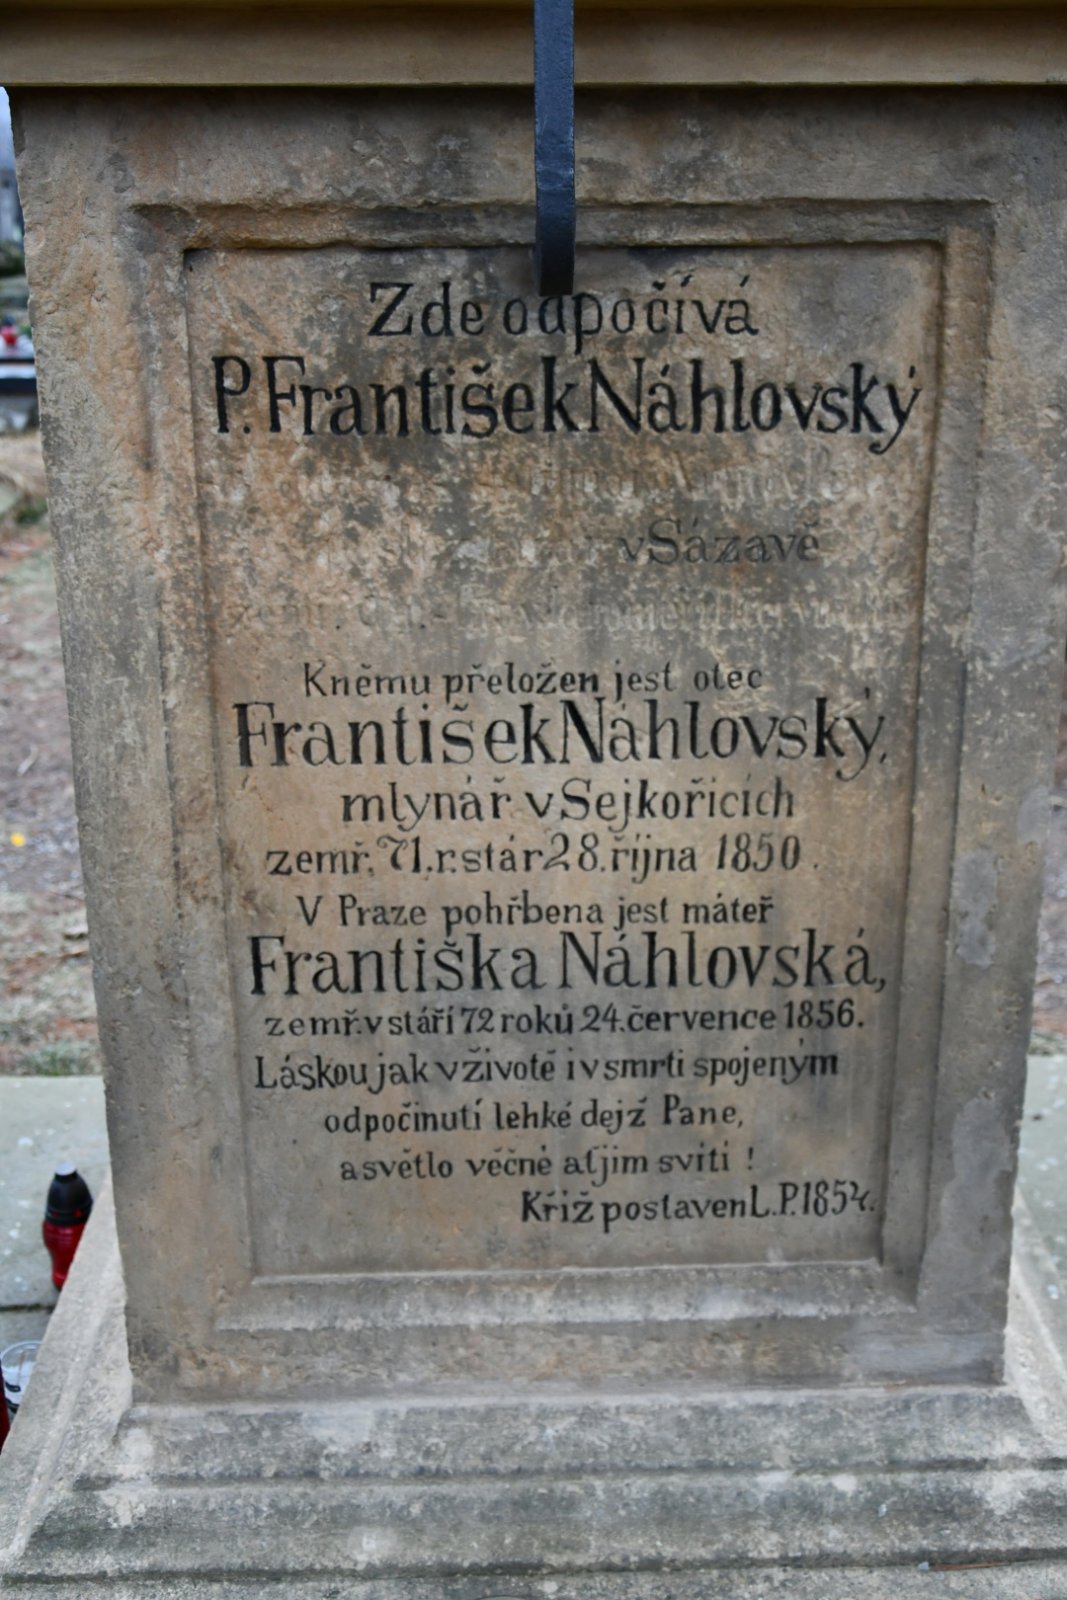 Zde odpočívá
P. František Náhlovský
v Sázavě
K němu přeložen jest otec
František Náhlovský,
mlynář v Sejkořicích
zemř. 71. r. stár 28. října 1850.
V Praze pohřbena jest máteř
Františka Náhlovská,
zemř. v stáří 72 roků 24. července 1856.
Láskou jak v životě i v smrti spojeným
odpočinutí lehké dejž Pane,
a světlo věčné ať jim svítí !
Kříž postaven L.P. 1854.